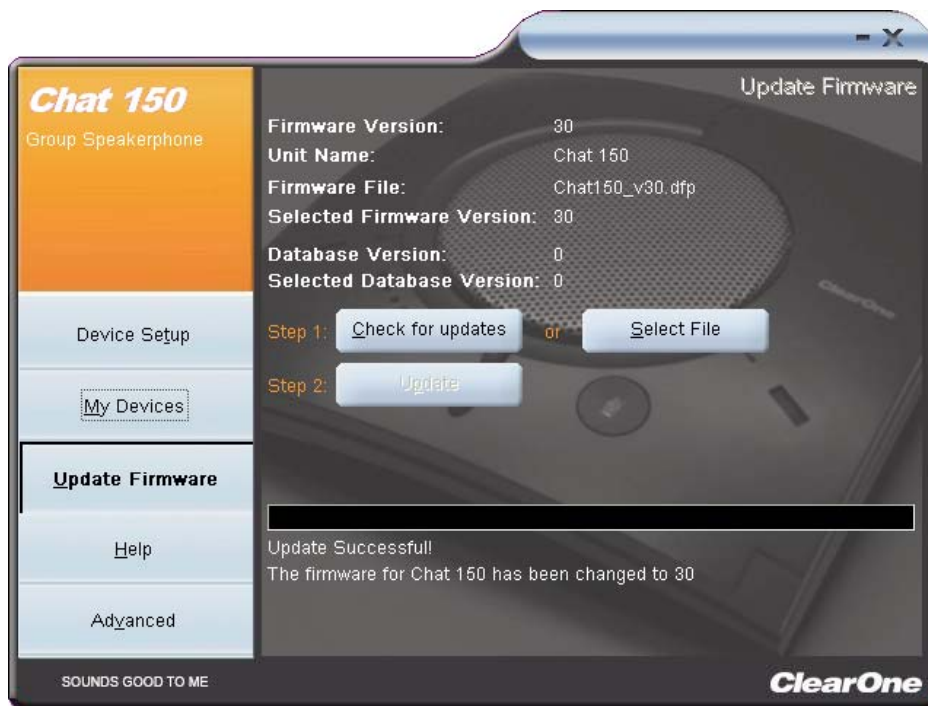 Chat 150
Group Speakerphone
Update Firmware
Firmware Version: 30
Unit Name: Chat 150
Firmware File: Chat150_v30.dfp
Selected Firmware Version: 30
Database Version: 0
Selected Database Version: 0
Step 1: Check for updates or Select File
Step 2: Update
Device Setup
My Devices
Update Firmware
Help
Advanced
Update Successful!
The firmware for Chat 150 has been changed to 30
SOUNDS GOOD TO ME
ClearOne
ClearOne